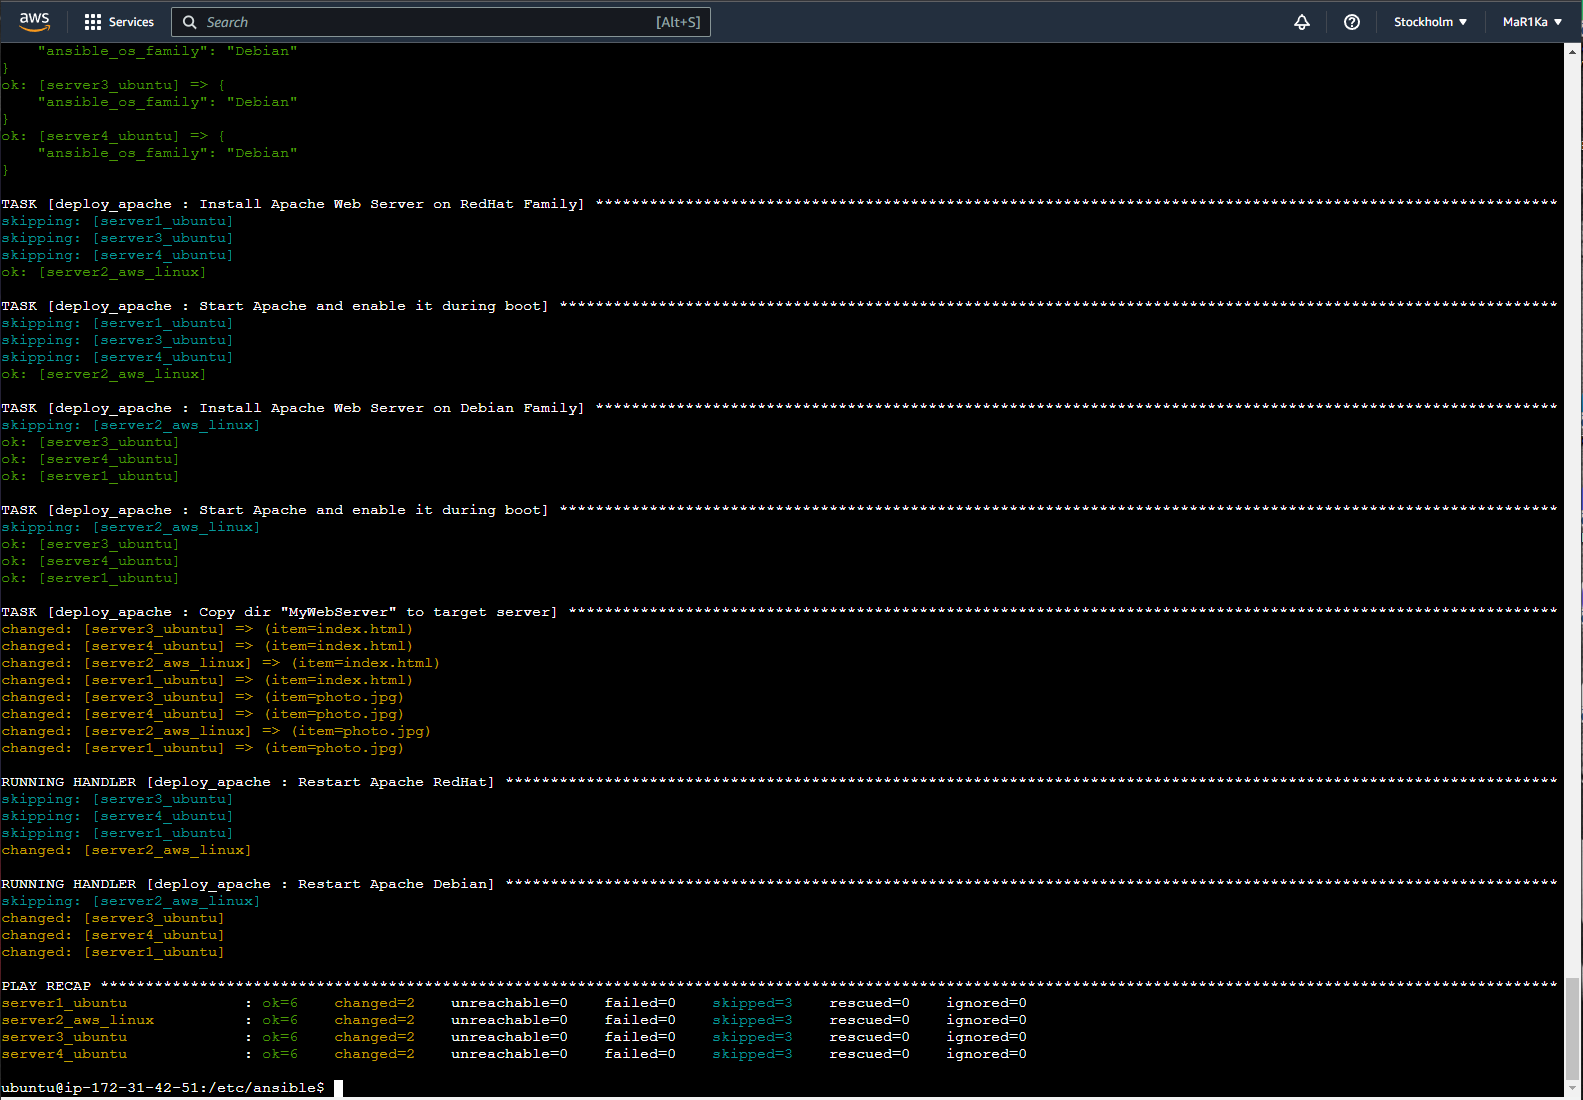 aws Services Search [Alt+S] Stockholm MaR1Ka
    "ansible_os_family": "Debian"
}
ok: [server3_ubuntu] => {
    "ansible_os_family": "Debian"
}
ok: [server4_ubuntu] => {
    "ansible_os_family": "Debian"
}
TASK [deploy_apache : Install Apache Web Server on RedHat Family] ***********************************************************************************************************
skipping: [server1_ubuntu]
skipping: [server3_ubuntu]
skipping: [server4_ubuntu]
ok: [server2_aws_linux]
TASK [deploy_apache : Start Apache and enable it during boot] ***************************************************************************************************************
skipping: [server1_ubuntu]
skipping: [server3_ubuntu]
skipping: [server4_ubuntu]
ok: [server2_aws_linux]
TASK [deploy_apache : Install Apache Web Server on Debian Family] ***********************************************************************************************************
skipping: [server2_aws_linux]
ok: [server3_ubuntu]
ok: [server4_ubuntu]
ok: [server1_ubuntu]
TASK [deploy_apache : Start Apache and enable it during boot] ***************************************************************************************************************
skipping: [server2_aws_linux]
ok: [server3_ubuntu]
ok: [server4_ubuntu]
ok: [server1_ubuntu]
TASK [deploy_apache : Copy dir "MyWebServer" to target server] **************************************************************************************************************
changed: [server3_ubuntu] => (item=index.html)
changed: [server4_ubuntu] => (item=index.html)
changed: [server2_aws_linux] => (item=index.html)
changed: [server1_ubuntu] => (item=index.html)
changed: [server3_ubuntu] => (item=photo.jpg)
changed: [server4_ubuntu] => (item=photo.jpg)
changed: [server2_aws_linux] => (item=photo.jpg)
changed: [server1_ubuntu] => (item=photo.jpg)
RUNNING HANDLER [deploy_apache : Restart Apache RedHat] *********************************************************************************************************************
skipping: [server3_ubuntu]
skipping: [server4_ubuntu]
skipping: [server1_ubuntu]
changed: [server2_aws_linux]
RUNNING HANDLER [deploy_apache : Restart Apache Debian] *********************************************************************************************************************
skipping: [server2_aws_linux]
changed: [server3_ubuntu]
changed: [server4_ubuntu]
changed: [server1_ubuntu]
PLAY RECAP ******************************************************************************************************************************************************************
server1_ubuntu             : ok=6    changed=2    unreachable=0    failed=0    skipped=3    rescued=0    ignored=0
server2_aws_linux          : ok=6    changed=2    unreachable=0    failed=0    skipped=3    rescued=0    ignored=0
server3_ubuntu             : ok=6    changed=2    unreachable=0    failed=0    skipped=3    rescued=0    ignored=0
server4_ubuntu             : ok=6    changed=2    unreachable=0    failed=0    skipped=3    rescued=0    ignored=0
ubuntu@ip-172-31-42-51:/etc/ansible$